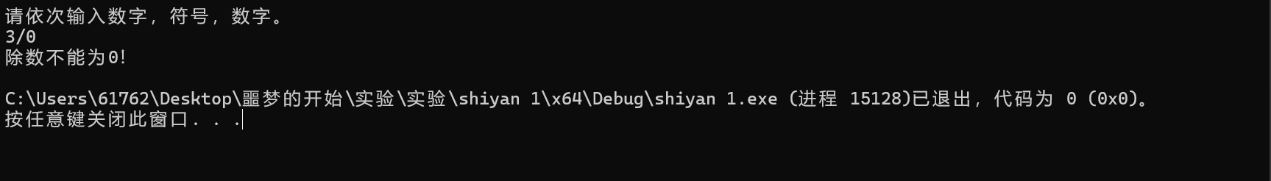 请依次输入数字，符号，数字。
3/0
除数不能为0!
C:\Users\61762\Desktop\噩梦的开始\实验\实验\shiyan 1\x64\Debug\shiyan 1.exe (进程 15128)已退出，代码为 0 (0x0)。
按任意键关闭此窗口. . .